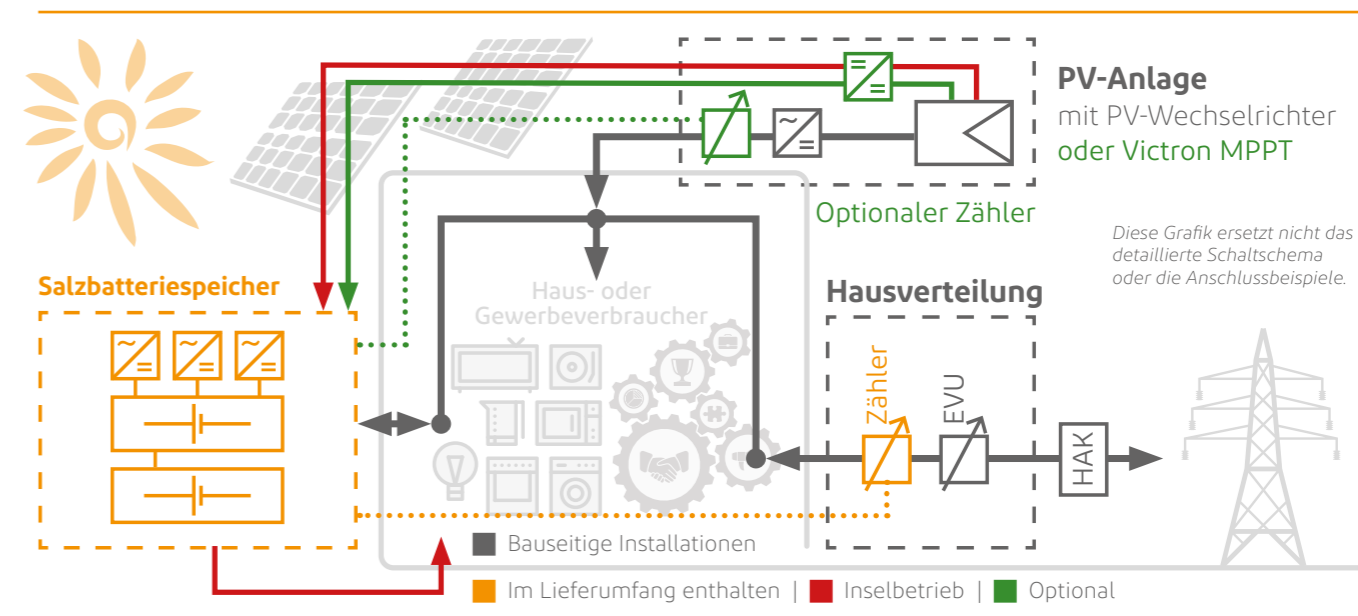 PV-Anlage
mit PV-Wechselrichter
oder Victron MPPT
Optionaler Zähler
Diese Grafik ersetzt nicht das
detaillierte Schaltschema
oder die Anschlussbeispiele.
Salzbatteriespeicher
Haus- oder
Gewerbeverbraucher
Hausverteilung
Zähler
EVU
HAK
Bauseitige Installationen
Im Lieferumfang enthalten | Inselbetrieb | Optional